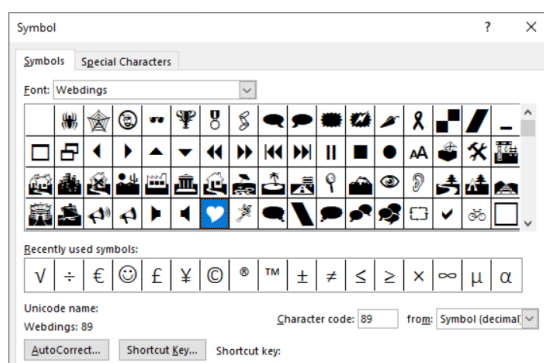 Symbol ? ×
Symbols Special Characters
Font: Webdings
Recently used symbols:
√ ÷ € ☺ £ ¥ © ® ™ ± ≠ ≤ ≥ × ∞ µ α
Unicode name:
Webdings: 89
Character code: 89 from: Symbol (decimal)
AutoCorrect... Shortcut Key... Shortcut key: